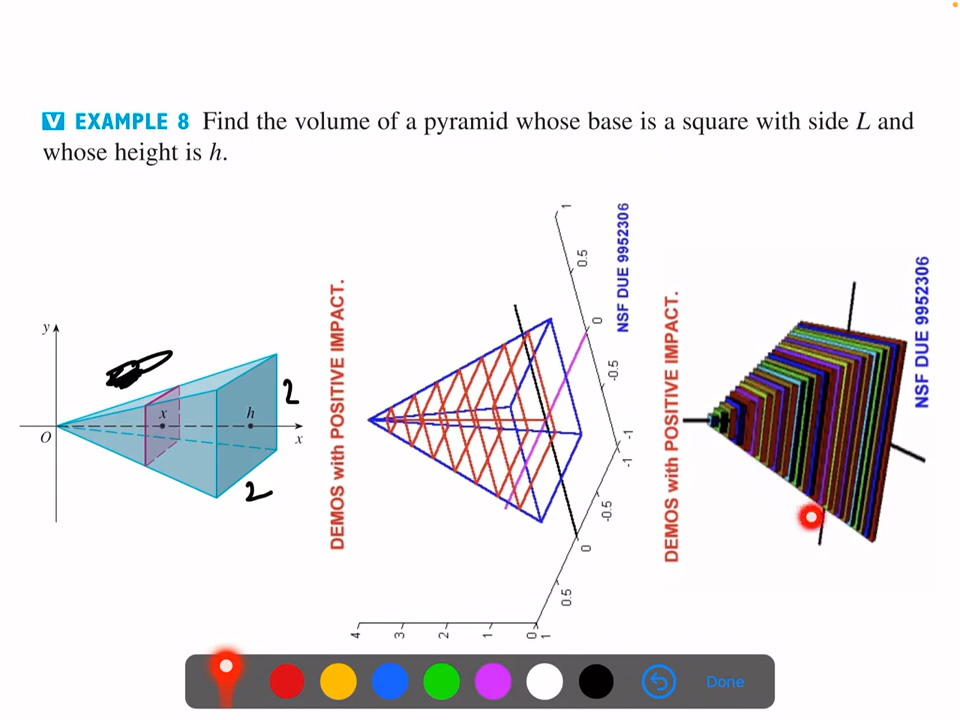 V EXAMPLE 8 Find the volume of a pyramid whose base is a square with side L and
whose height is h.
y
O
x
h
x
2
2
DEMOS with POSITIVE IMPACT.
NSF DUE 9952306
1
0.5
0
-0.5
-1
-1
-0.5
0
0.5
1
4
3
2
1
0
DEMOS with POSITIVE IMPACT.
NSF DUE 9952306
Done